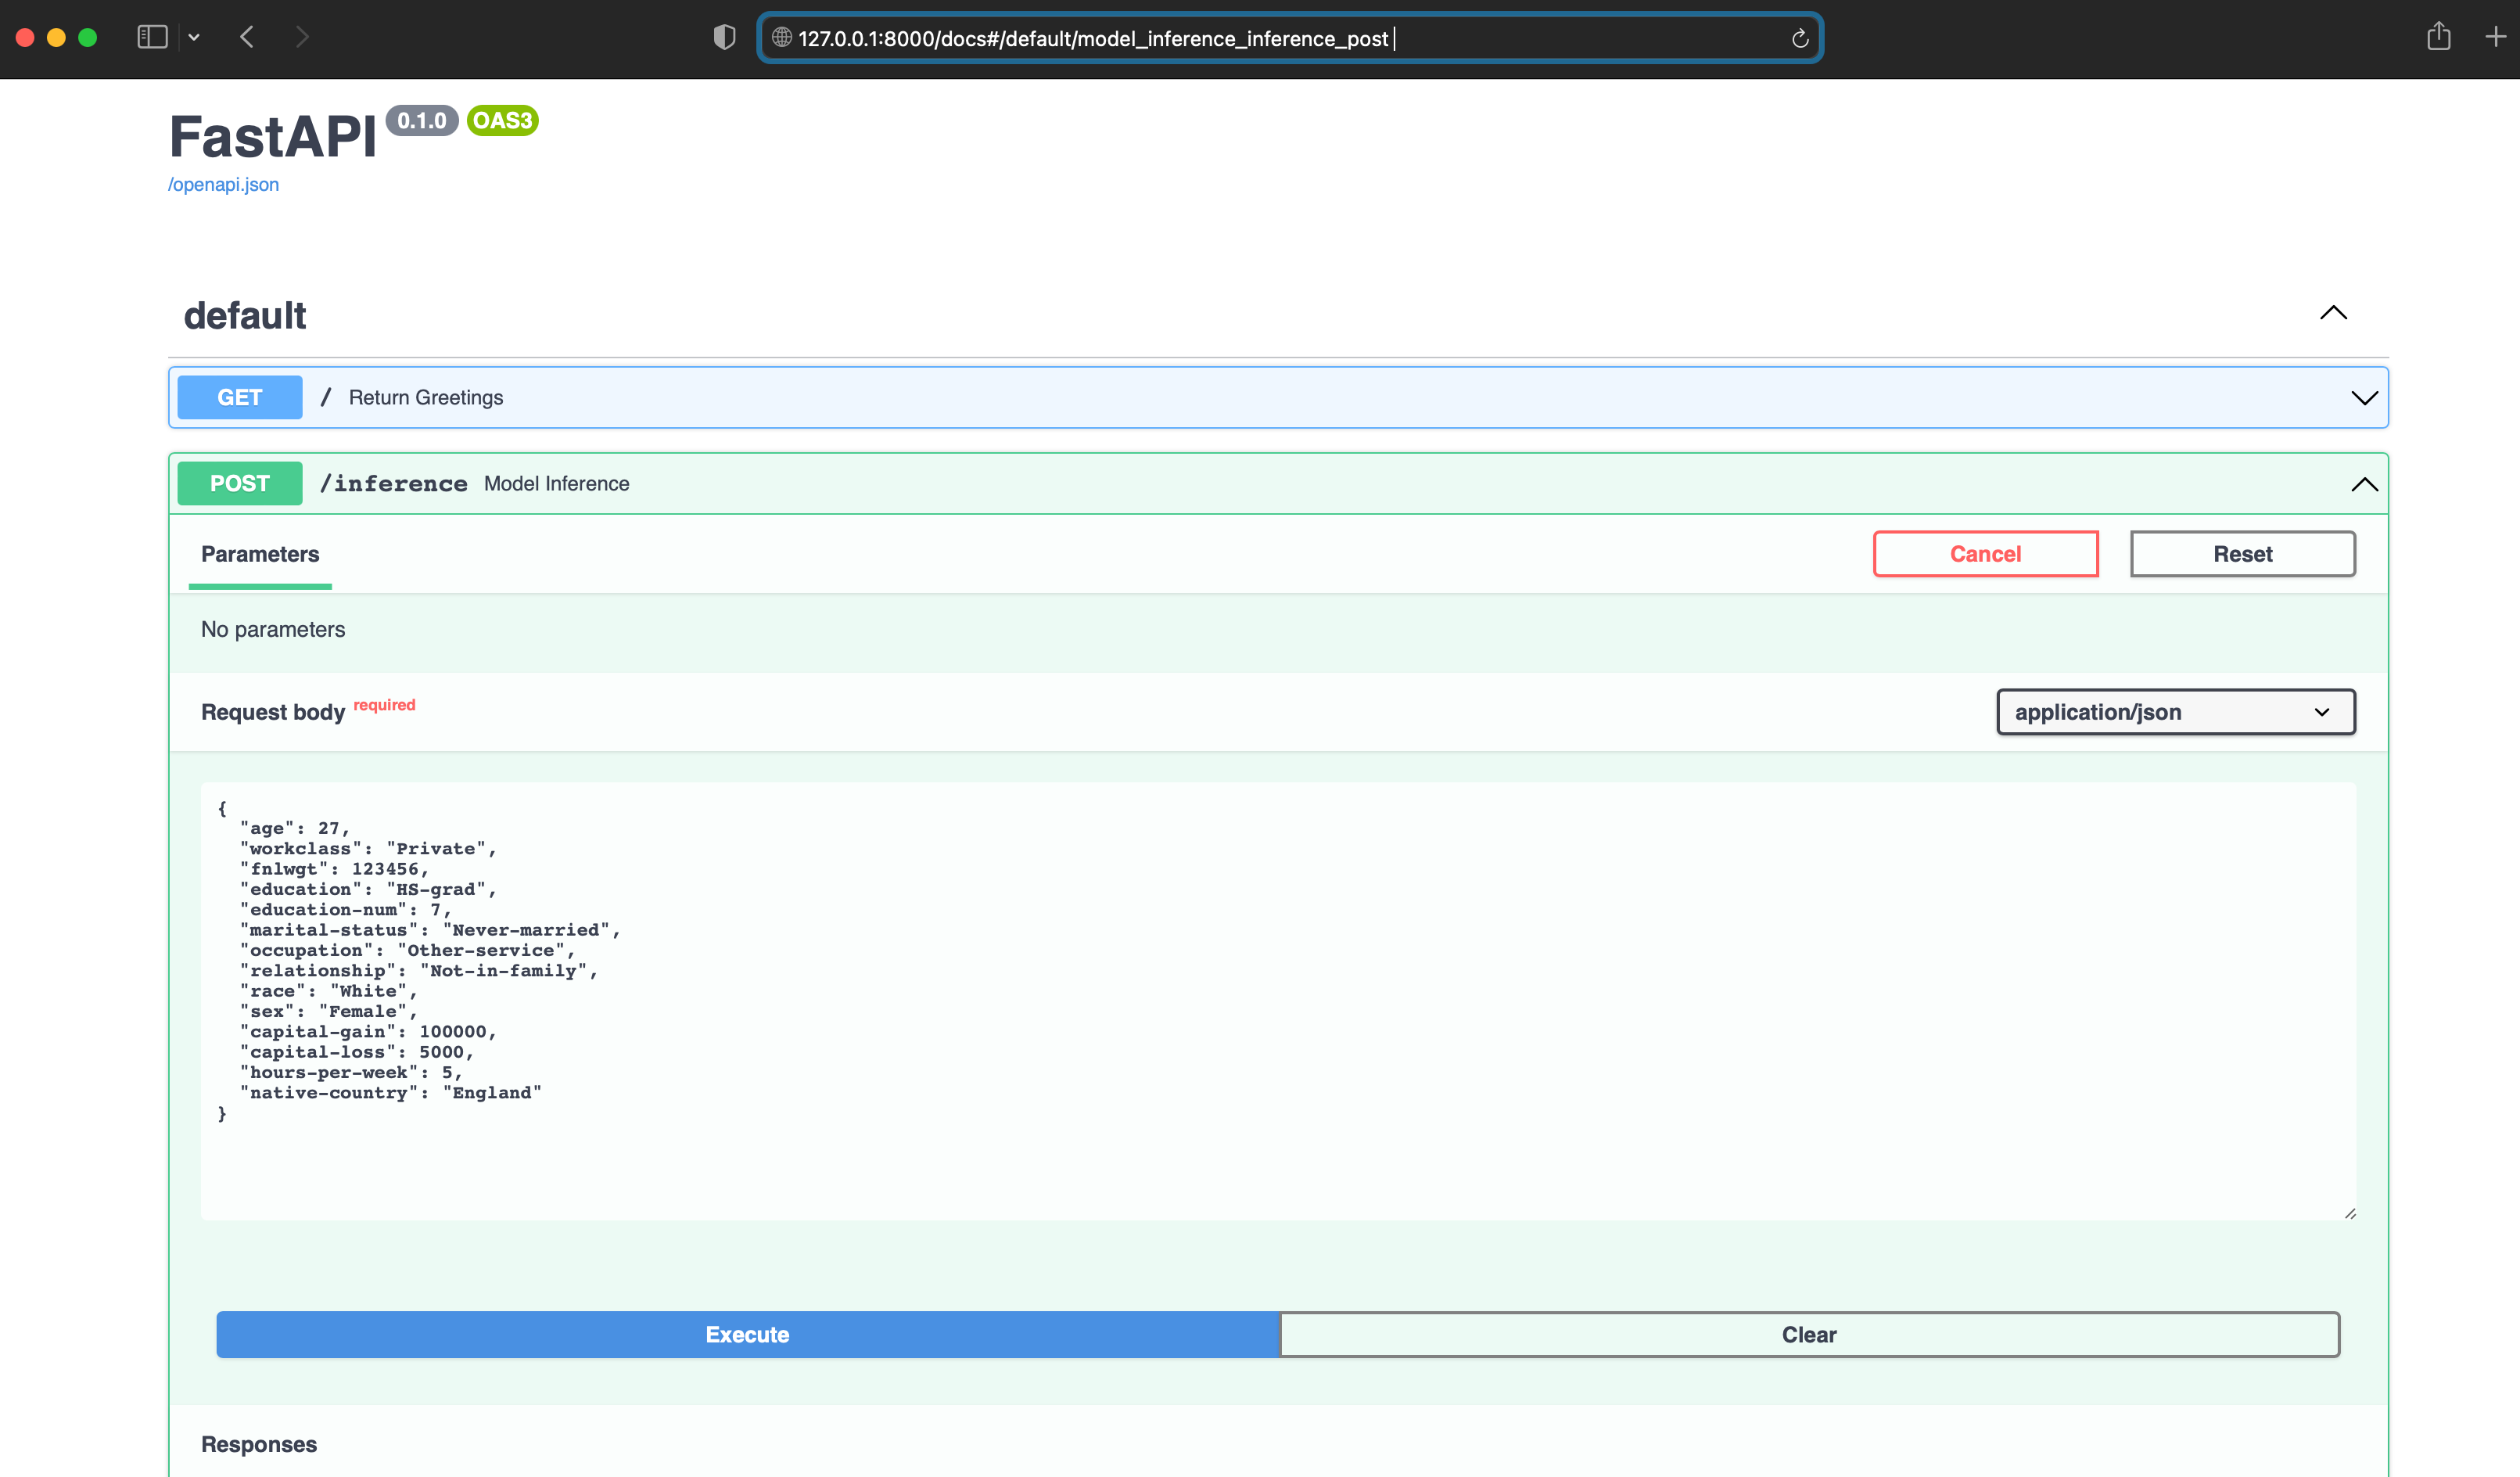 127.0.0.1:8000/docs#/default/model_inference_inference_post
FastAPI 0.1.0 OAS3
/openapi.json
default
GET / Return Greetings
POST /inference Model Inference
Parameters
Cancel
Reset
No parameters
Request body required
application/json
{
  "age": 27,
  "workclass": "Private",
  "fnlwgt": 123456,
  "education": "HS-grad",
  "education-num": 7,
  "marital-status": "Never-married",
  "occupation": "Other-service",
  "relationship": "Not-in-family",
  "race": "White",
  "sex": "Female",
  "capital-gain": 100000,
  "capital-loss": 5000,
  "hours-per-week": 5,
  "native-country": "England"
}
Execute
Clear
Responses